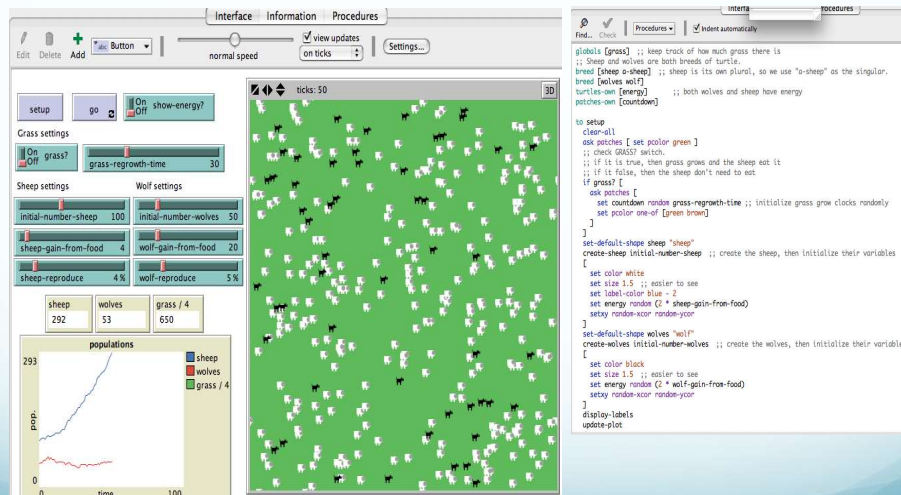 Interface Information Procedures
Edit Delete Add abc Button normal speed view updates on ticks Settings...
ticks: 50 3D
setup go On Off show-energy?
Grass settings
On Off grass? grass-regrowth-time 30
Sheep settings Wolf settings
initial-number-sheep 100 initial-number-wolves 50
sheep-gain-from-food 4 wolf-gain-from-food 20
sheep-reproduce 4 % wolf-reproduce 5 %
sheep wolves grass / 4
292 53 650
populations
293
sheep
wolves
grass / 4
pop.
0
0 time 100
Interfa rocedures
Find... Check Procedures Indent automatically
globals [grass] ;; keep track of how much grass there is
;; Sheep and wolves are both breeds of turtle.
breed [sheep a-sheep] ;; sheep is its own plural, so we use "a-sheep" as the singular.
breed [wolves wolf]
turtles-own [energy] ;; both wolves and sheep have energy
patches-own [countdown]
to setup
clear-all
ask patches [ set pcolor green ]
;; check GRASS? switch.
;; if it is true, then grass grows and the sheep eat it
;; if it false, then the sheep don't need to eat
if grass? [
ask patches [
set countdown random grass-regrowth-time ;; initialize grass grow clocks randomly
set pcolor one-of [green brown]
]
]
set-default-shape sheep "sheep"
create-sheep initial-number-sheep ;; create the sheep, then initialize their variables
[
set color white
set size 1.5 ;; easier to see
set label-color blue - 2
set energy random (2 * sheep-gain-from-food)
setxy random-xcor random-ycor
]
set-default-shape wolves "wolf"
create-wolves initial-number-wolves ;; create the wolves, then initialize their variable
[
set color black
set size 1.5 ;; easier to see
set energy random (2 * wolf-gain-from-food)
setxy random-xcor random-ycor
]
display-labels
update-plot